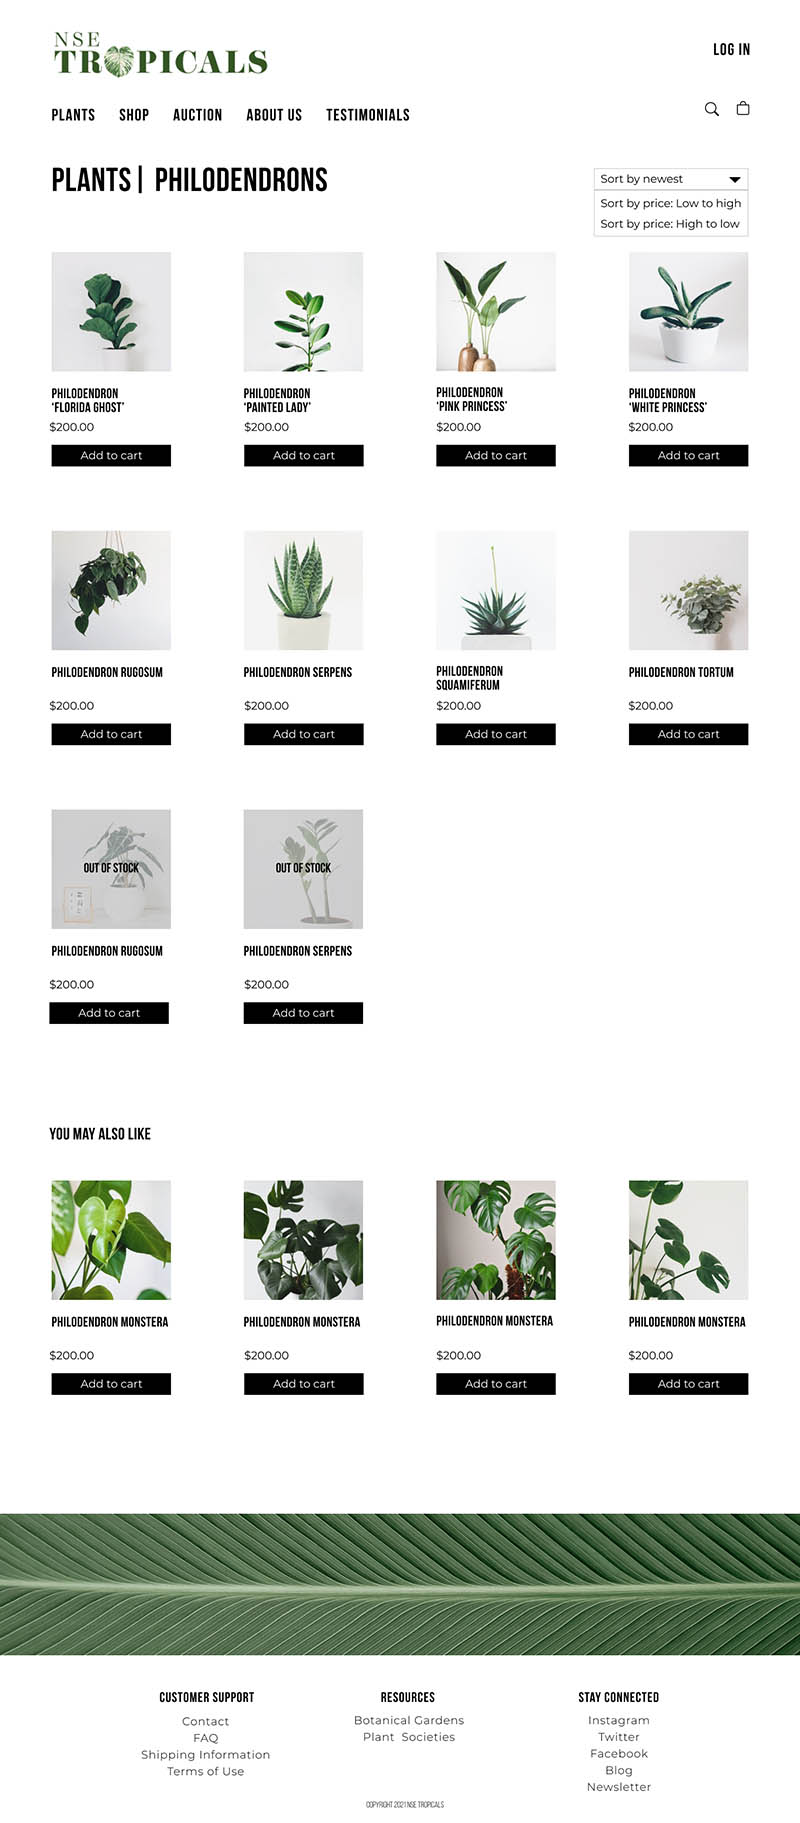 NSE
TROPICALS
LOG IN
PLANTS SHOP AUCTION ABOUT US TESTIMONIALS
PLANTS| PHILODENDRONS
Sort by newest
Sort by price: Low to high
Sort by price: High to low
PHILODENDRON
‘FLORIDA GHOST’
$200.00
Add to cart
PHILODENDRON
‘PAINTED LADY’
$200.00
Add to cart
PHILODENDRON
‘PINK PRINCESS’
$200.00
Add to cart
PHILODENDRON
‘WHITE PRINCESS’
$200.00
Add to cart
PHILODENDRON RUGOSUM
$200.00
Add to cart
PHILODENDRON SERPENS
$200.00
Add to cart
PHILODENDRON
SQUAMIFERUM
$200.00
Add to cart
PHILODENDRON TORTUM
$200.00
Add to cart
OUT OF STOCK
PHILODENDRON RUGOSUM
$200.00
Add to cart
OUT OF STOCK
PHILODENDRON SERPENS
$200.00
Add to cart
YOU MAY ALSO LIKE
PHILODENDRON MONSTERA
$200.00
Add to cart
PHILODENDRON MONSTERA
$200.00
Add to cart
PHILODENDRON MONSTERA
$200.00
Add to cart
PHILODENDRON MONSTERA
$200.00
Add to cart
CUSTOMER SUPPORT
Contact
FAQ
Shipping Information
Terms of Use
RESOURCES
Botanical Gardens
Plant Societies
STAY CONNECTED
Instagram
Twitter
Facebook
Blog
Newsletter
COPYRIGHT 2021 NSE TROPICALS